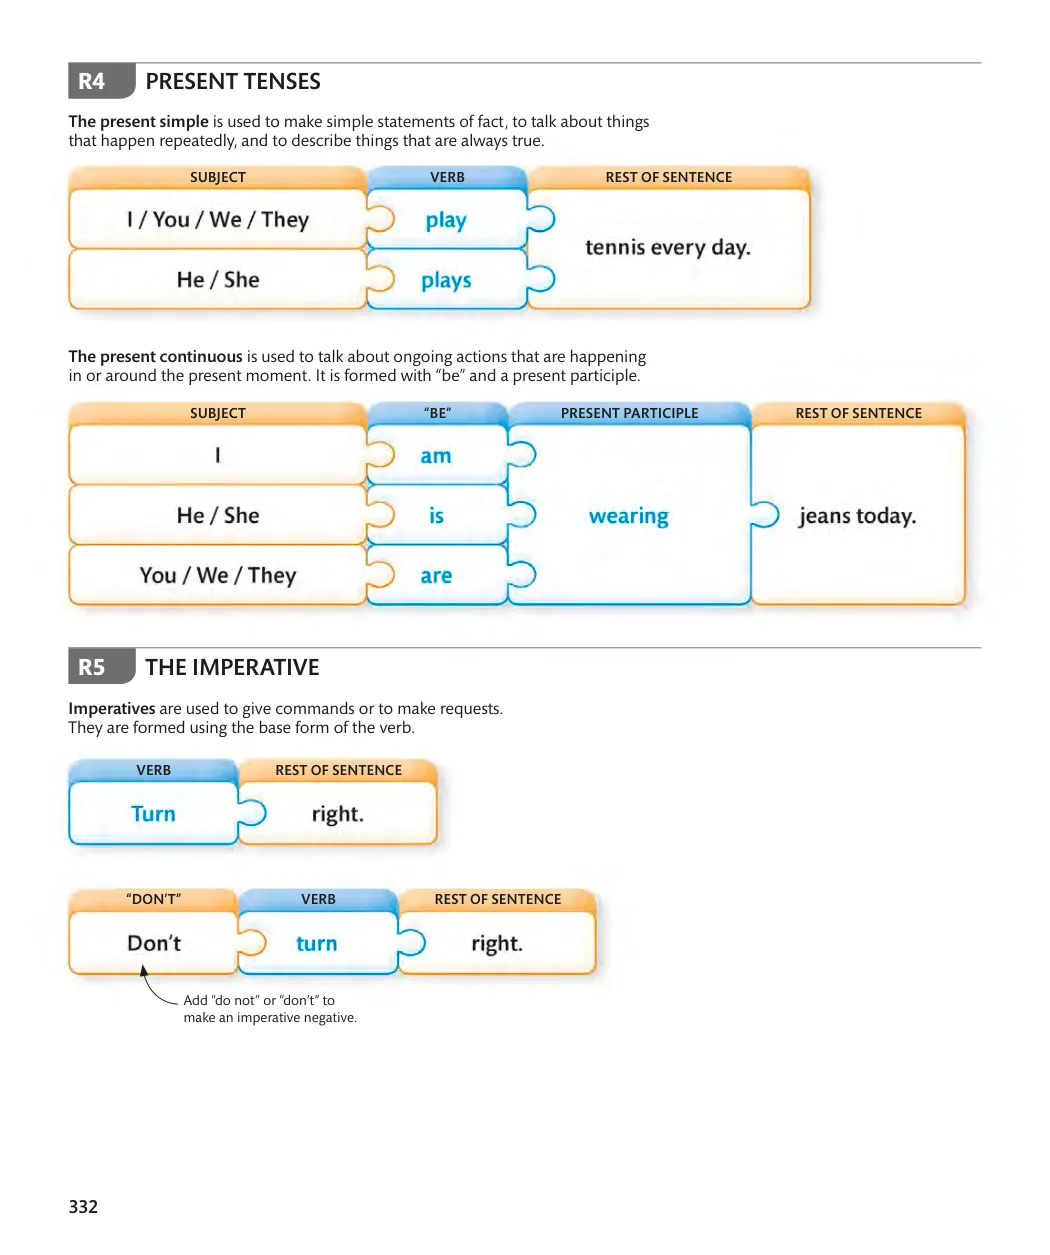 R4 PRESENT TENSES
The present simple is used to make simple statements of fact, to talk about things
that happen repeatedly, and to describe things that are always true.
SUBJECT VERB REST OF SENTENCE
I / You / We / They play
tennis every day.
He / She plays
The present continuous is used to talk about ongoing actions that are happening
in or around the present moment. It is formed with “be” and a present participle.
SUBJECT “BE” PRESENT PARTICIPLE REST OF SENTENCE
I am
He / She is wearing jeans today.
You / We / They are
R5 THE IMPERATIVE
Imperatives are used to give commands or to make requests.
They are formed using the base form of the verb.
VERB REST OF SENTENCE
Turn right.
“DON’T” VERB REST OF SENTENCE
Don’t turn right.
Add “do not” or “don’t” to
make an imperative negative.
332